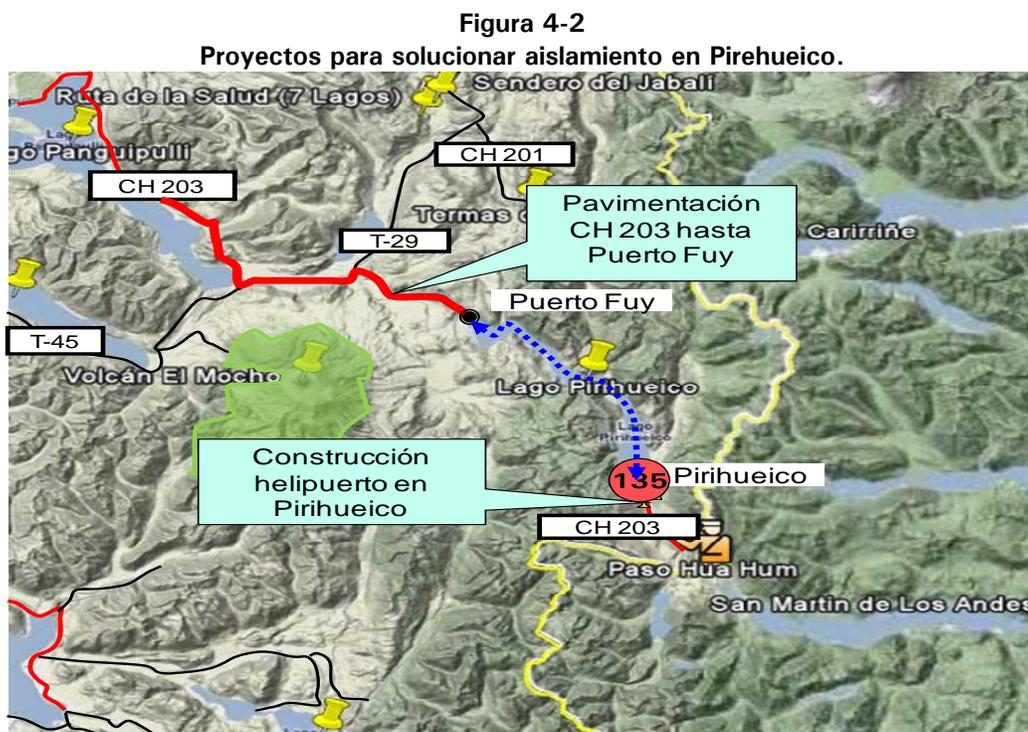 Figura 4-2
Proyectos para solucionar aislamiento en Pirehueico.
Ruta de la Salud (7 Lagos)
Sendero del Jabalí
go Panguipulli
CH 203
CH 201
Termas
T-29
Pavimentación
CH 203 hasta
Puerto Fuy
Carirriñe
Puerto Fuy
T-45
Volcán El Mocho
Lago Pirihueico
Lago
Pirihueico
Construcción
helipuerto en
Pirihueico
135
Pirihueico
CH 203
Paso Hua Hum
San Martin de Los Andes